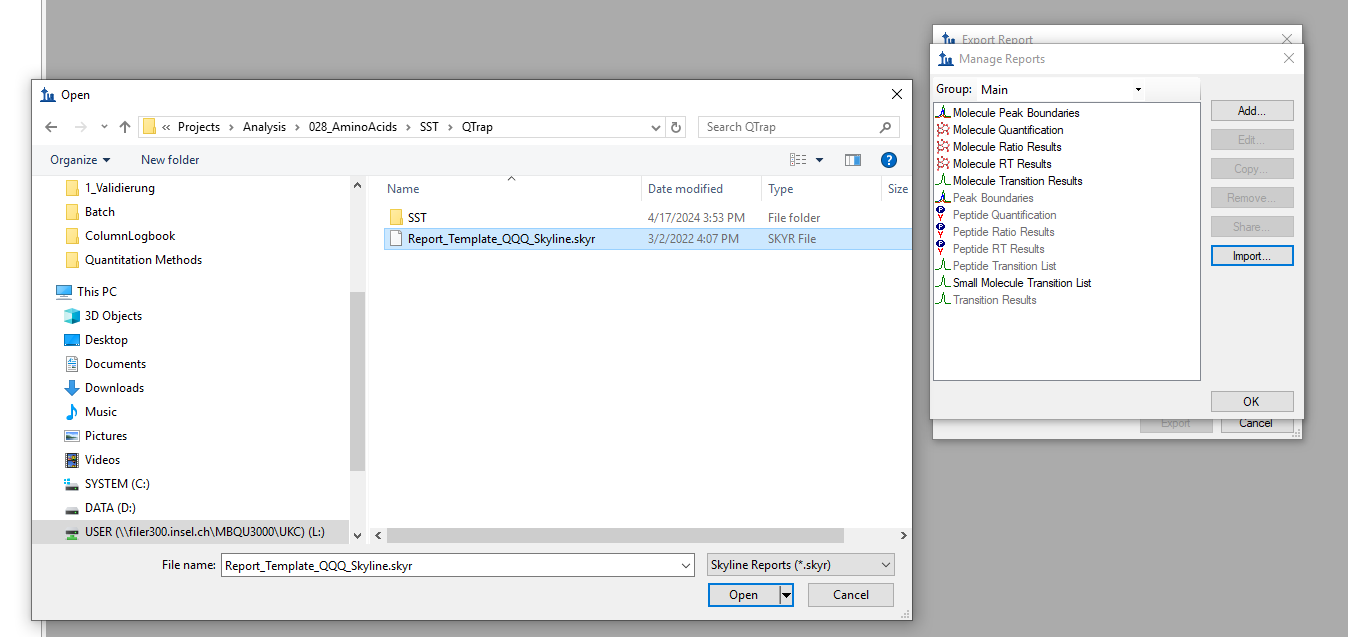 Export Report
Manage Reports
Group: Main
Molecule Peak Boundaries
Molecule Quantification
Molecule Ratio Results
Molecule RT Results
Molecule Transition Results
Peak Boundaries
Peptide Quantification
Peptide Ratio Results
Peptide RT Results
Peptide Transition List
Small Molecule Transition List
Transition Results
Add...
Edit...
Copy...
Remove...
Share...
Import...
OK
Export Cancel
Open
« Projects > Analysis > 028_AminoAcids > SST > QTrap
Search QTrap
Organize New folder
1_Validierung
Batch
ColumnLogbook
Quantitation Methods
This PC
3D Objects
Desktop
Documents
Downloads
Music
Pictures
Videos
SYSTEM (C:)
DATA (D:)
USER (\\filer300.insel.ch\MBQU3000\UKC) (L:)
Name Date modified Type Size
SST 4/17/2024 3:53 PM File folder
Report_Template_QQQ_Skyline.skyr 3/2/2022 4:07 PM SKYR File
File name: Report_Template_QQQ_Skyline.skyr Skyline Reports (*.skyr)
Open Cancel